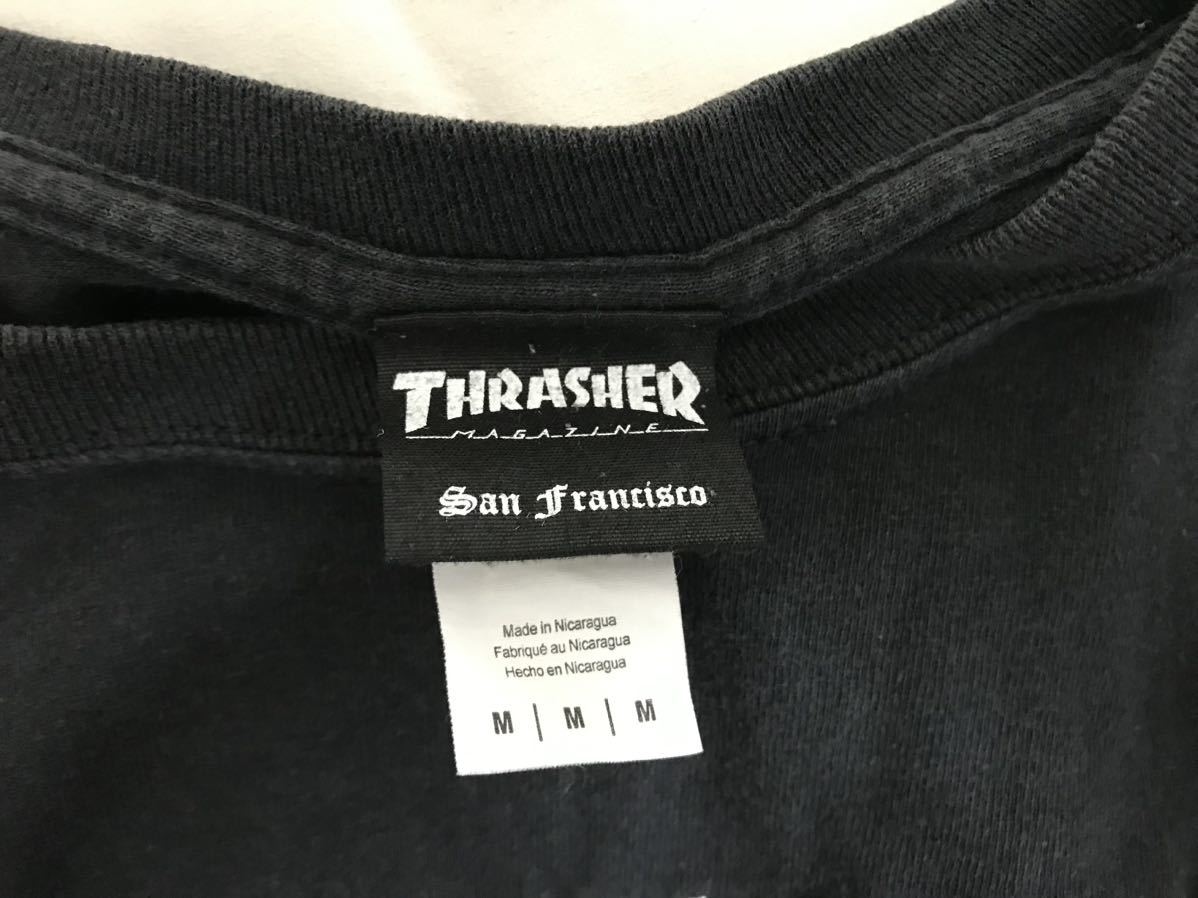 THRASHER
MAGAZINE
San Francisco
Made in Nicaragua
Fabriqué au Nicaragua
Hecho en Nicaragua
M | M | M